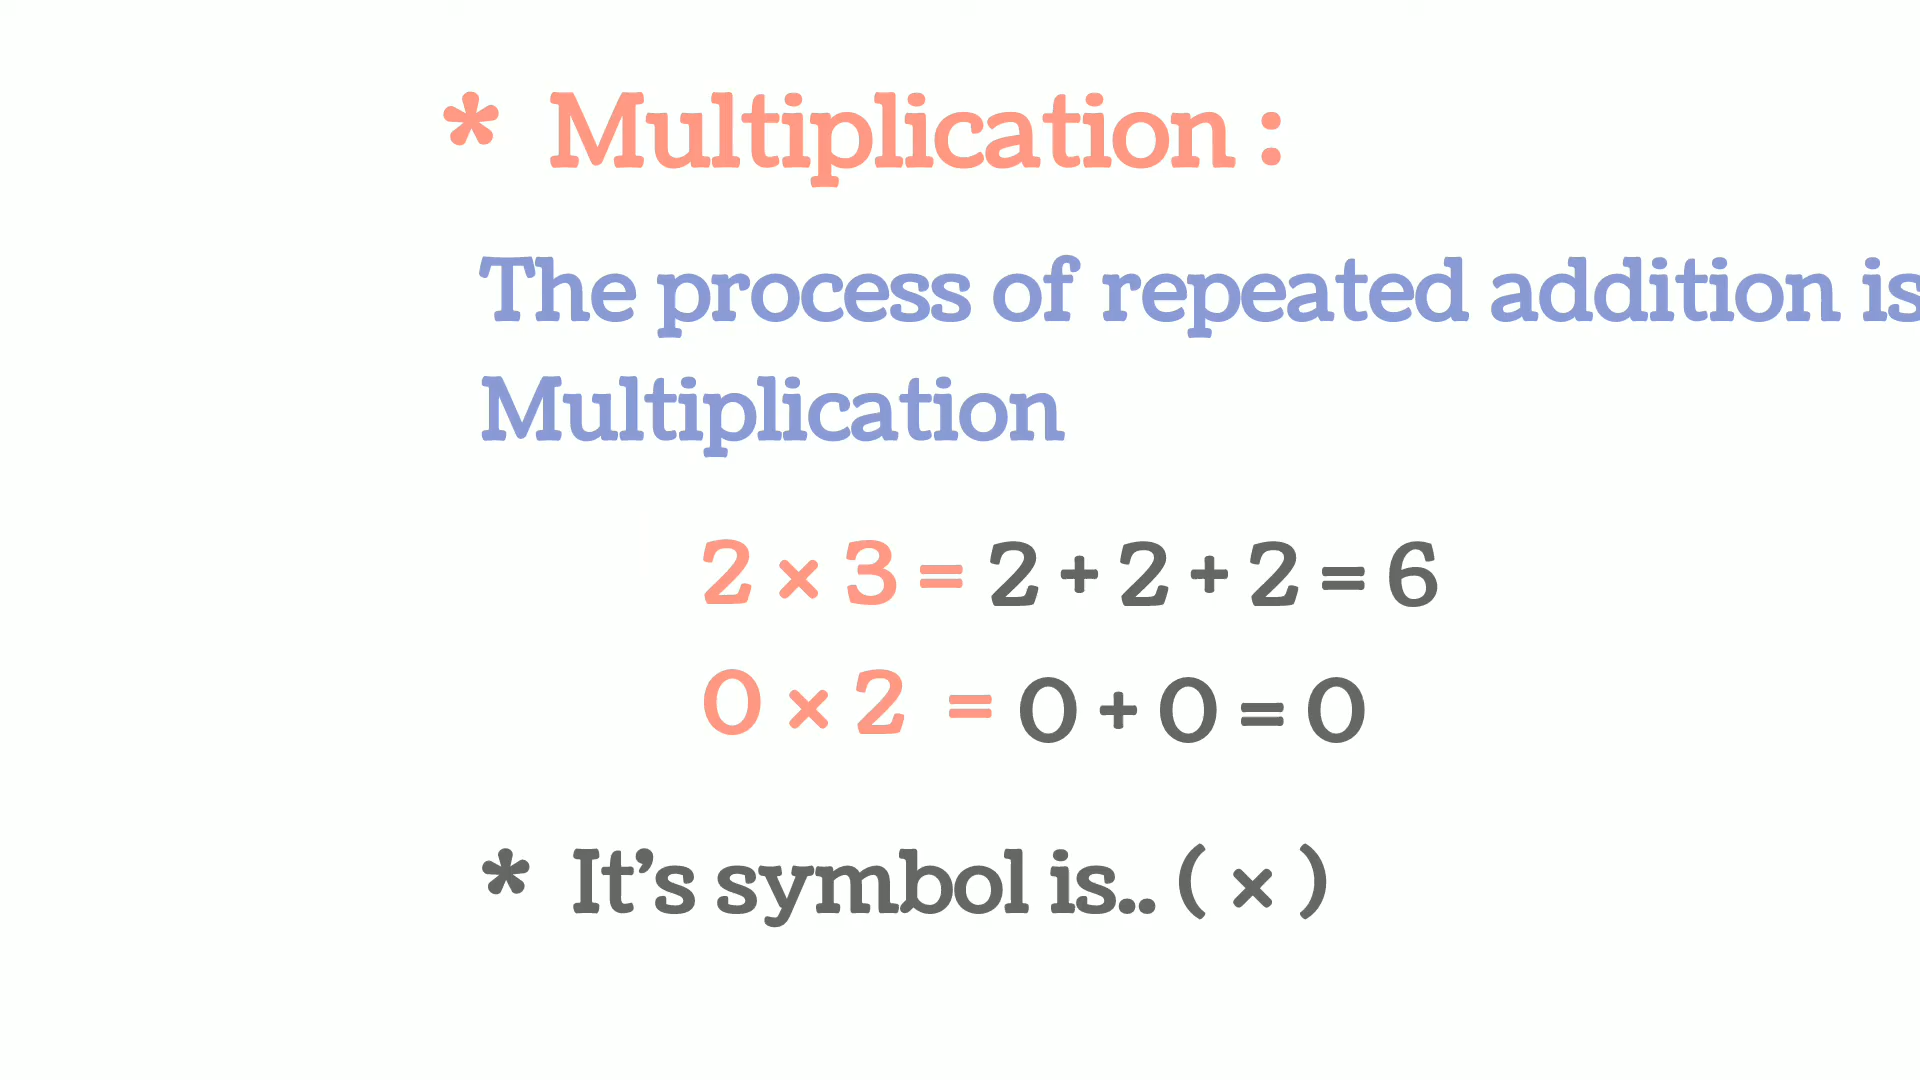 * Multiplication :
The process of repeated addition is
Multiplication
2 × 3 = 2 + 2 + 2 = 6
0 × 2 = 0 + 0 = 0
* It’s symbol is.. ( × )